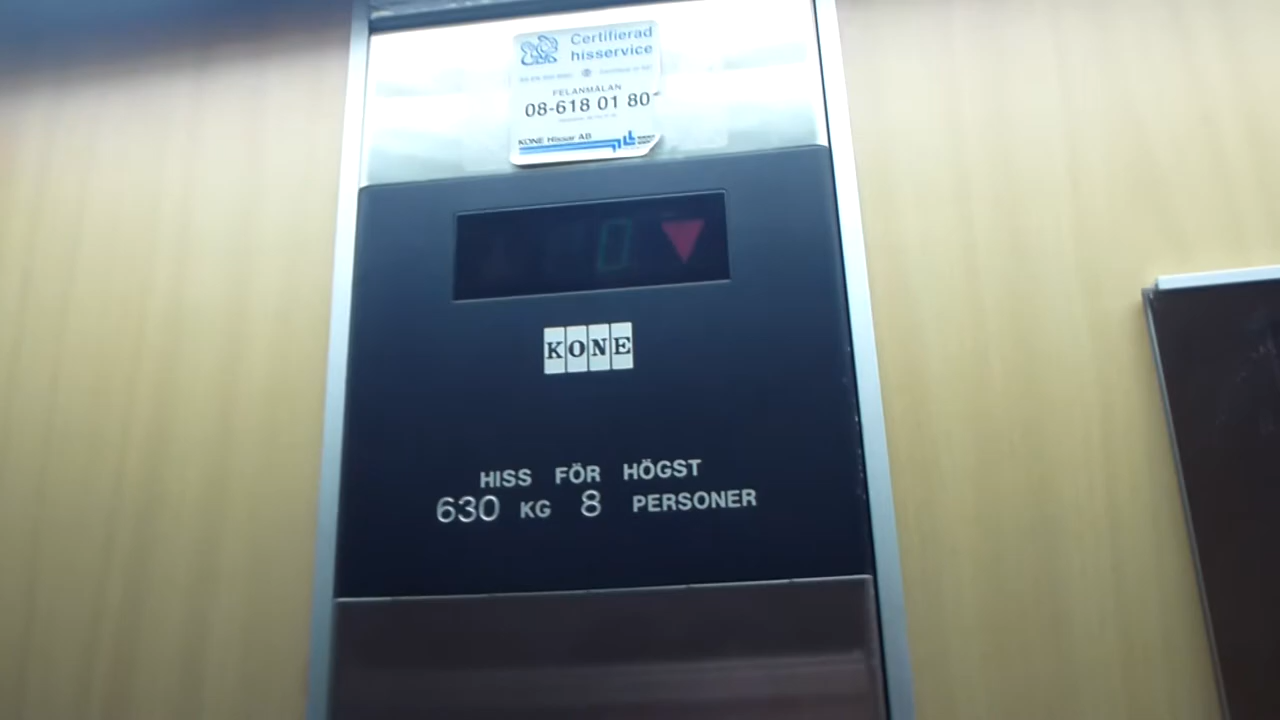 Certifierad
hisservice
FELANMÄLAN
08-618 01 80
KONE Hissar AB
0
KONE
HISS FÖR HÖGST
630 KG 8 PERSONER